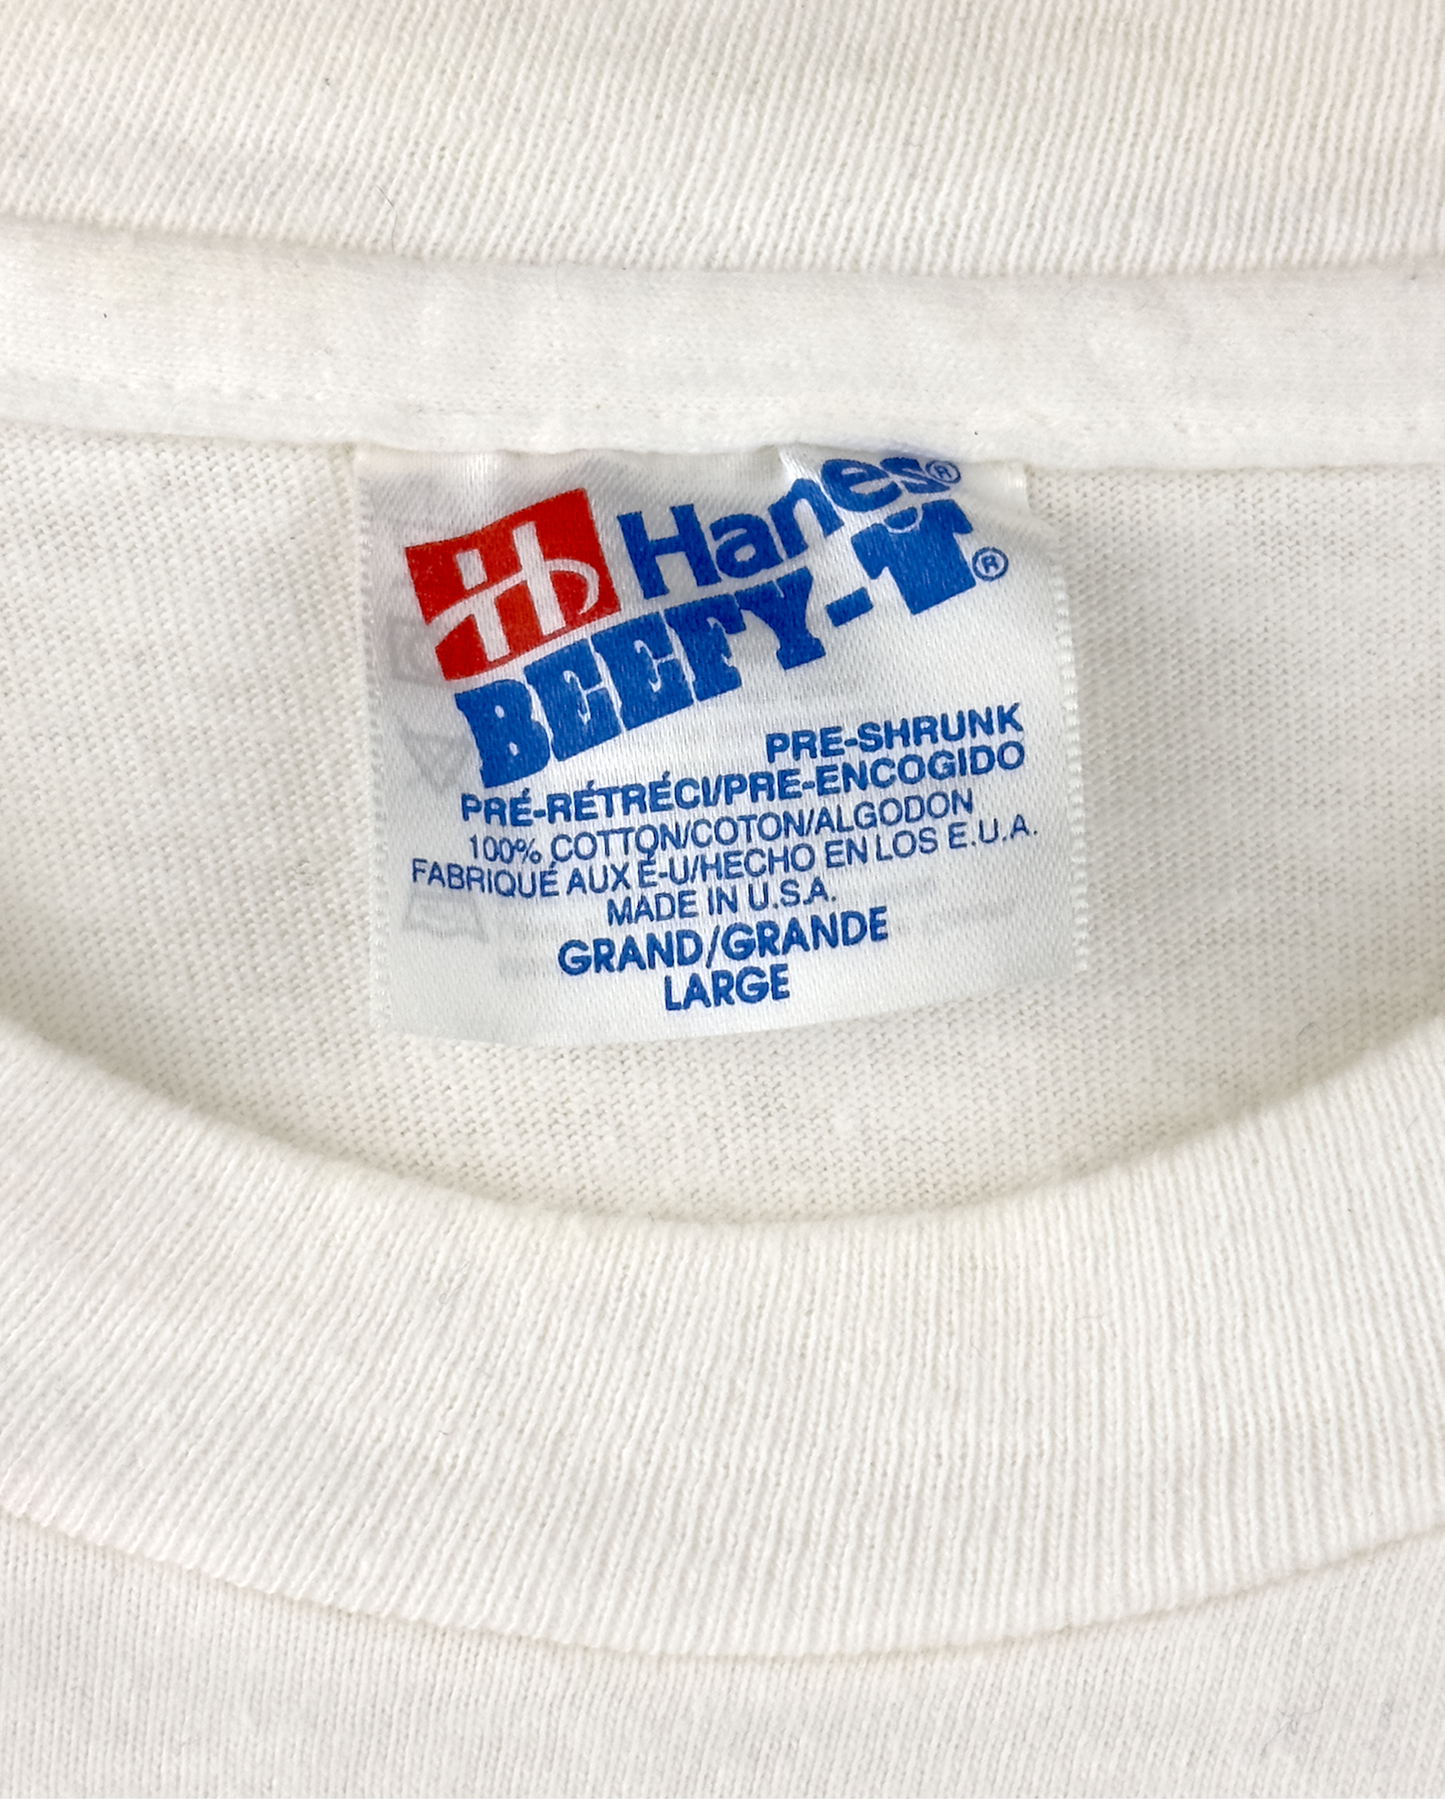 Hanes®
BEEFY-T®
PRE-SHRUNK
PRÉ-RÉTRÉCI/PRE-ENCOGIDO
100% COTTON/COTON/ALGODON
FABRIQUÉ AUX É-U/HECHO EN LOS E.U.A.
MADE IN U.S.A.
GRAND/GRANDE
LARGE